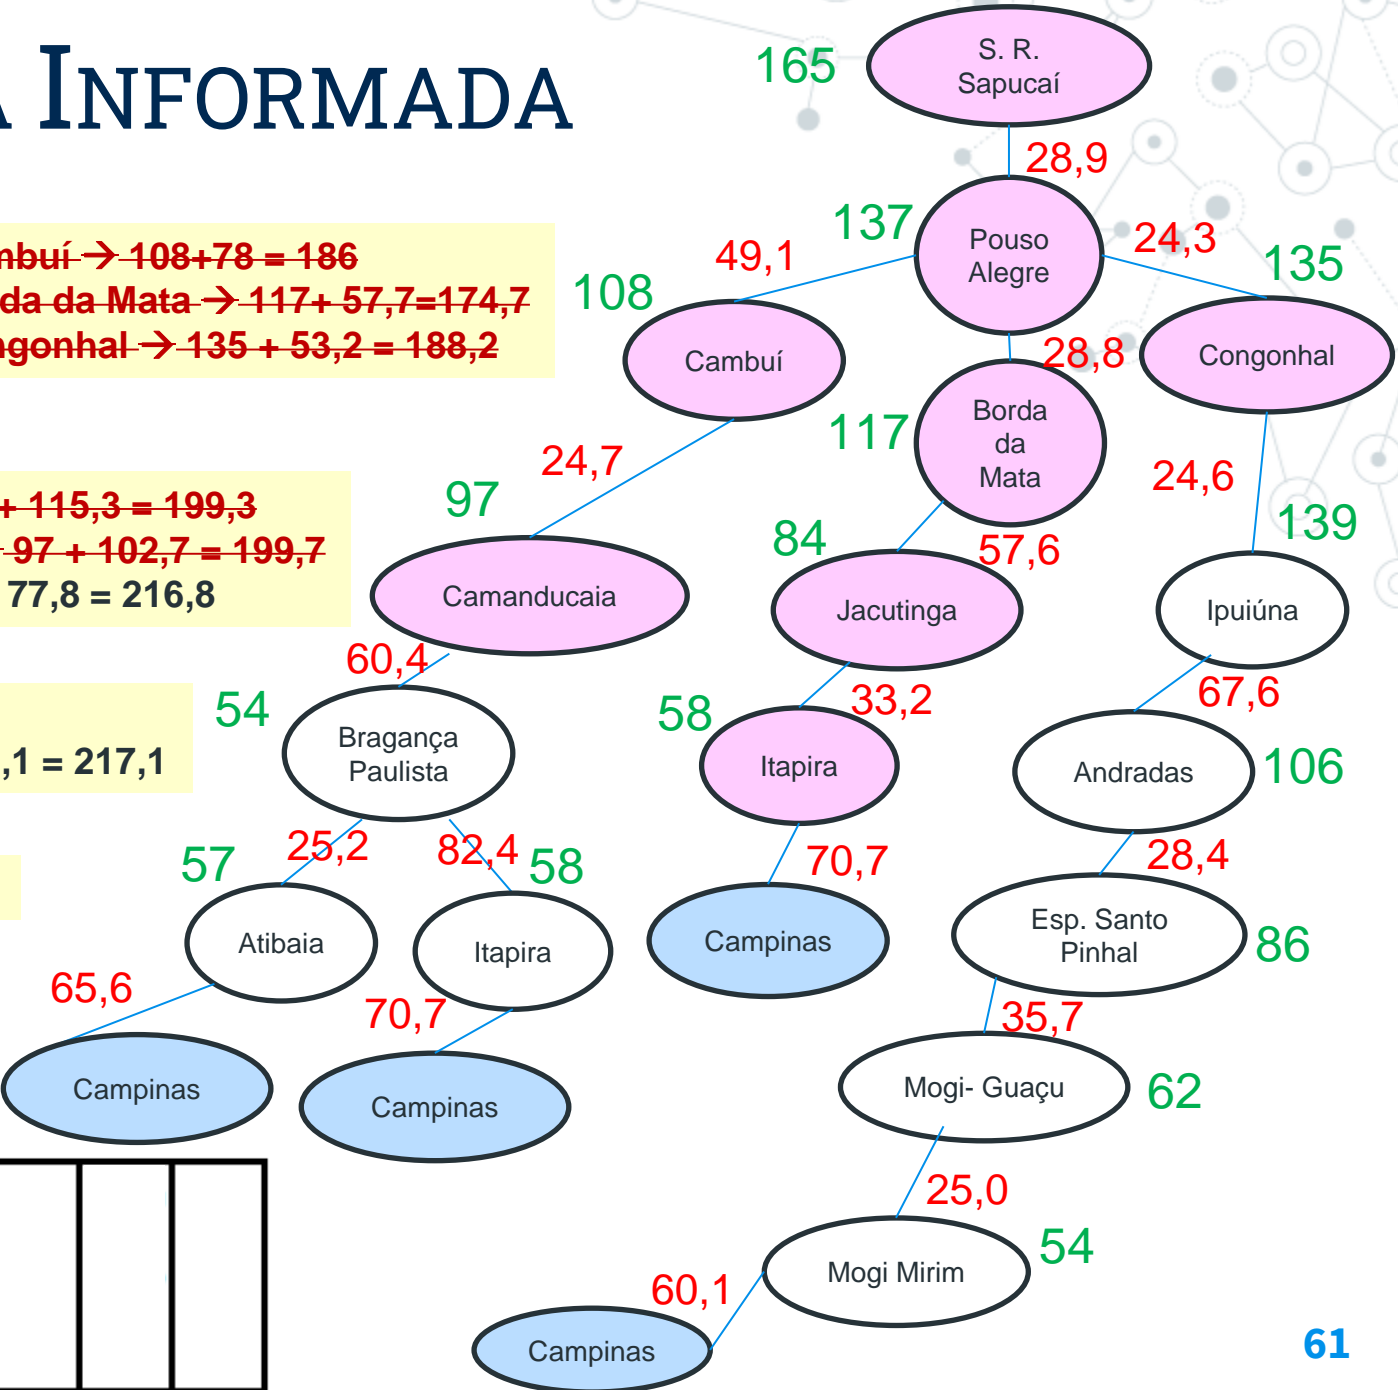 A INFORMADA
mbuí → 108+78 = 186
da da Mata → 117+ 57,7=174,7
ngonhal → 135 + 53,2 = 188,2
+ 115,3 = 199,3
97 + 102,7 = 199,7
77,8 = 216,8
,1 = 217,1
165
S. R.
Sapucaí
28,9
137
Pouso
Alegre
49,1
24,3
108
135
Cambuí
28,8
Congonhal
117
Borda
da
Mata
24,7
24,6
97
84
57,6
139
Camanducaia
Jacutinga
Ipuiúna
60,4
33,2
67,6
54
Bragança
Paulista
58
Itapira
Andradas
106
25,2
82,4
70,7
28,4
57
58
Atibaia
Itapira
Campinas
Esp. Santo
Pinhal
86
65,6
70,7
35,7
Campinas
Campinas
Mogi- Guaçu
62
25,0
Mogi Mirim
54
60,1
Campinas
61